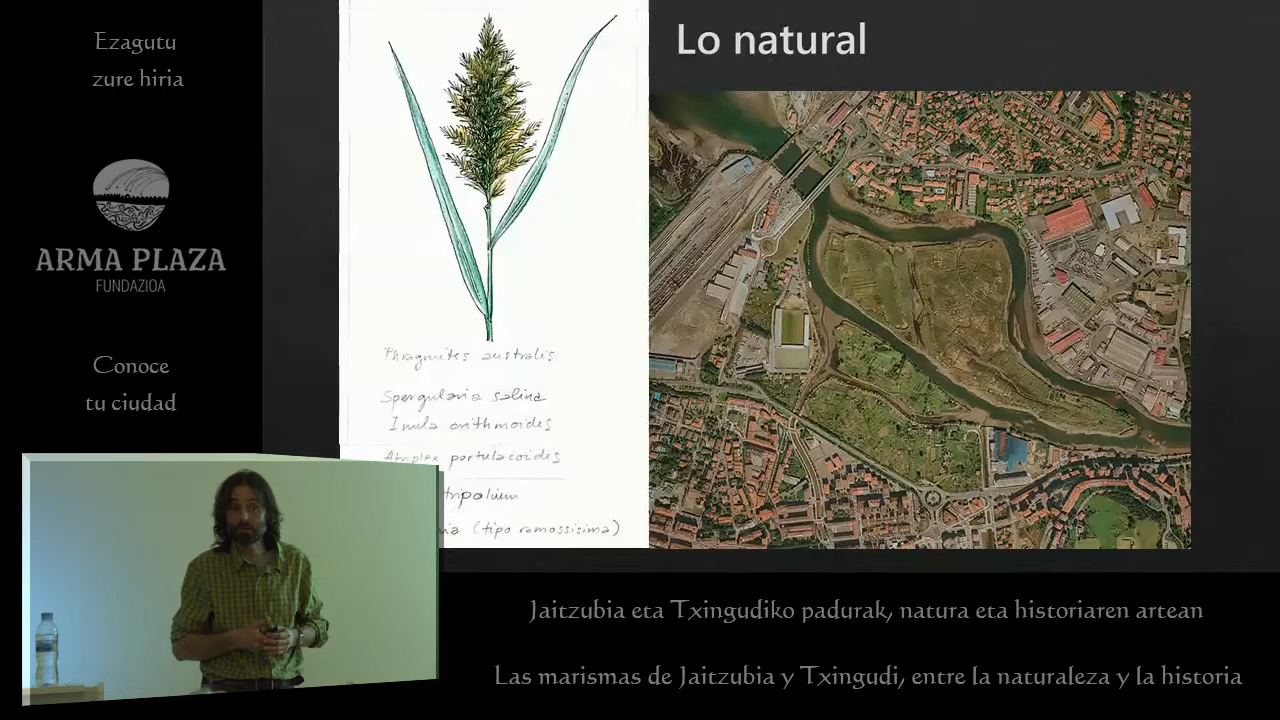 Ezagutu
zure hiria
ARMA PLAZA
FUNDAZIOA
Conoce
tu ciudad
Lo natural
Phragmites australis
Spergularia salina
Inula crithmoides
Atriplex portulacoides
tripolium
(tipo ramossisima)
Jaitzubia eta Txingudiko padurak, natura eta historiaren artean
Las marismas de Jaitzubia y Txingudi, entre la naturaleza y la historia